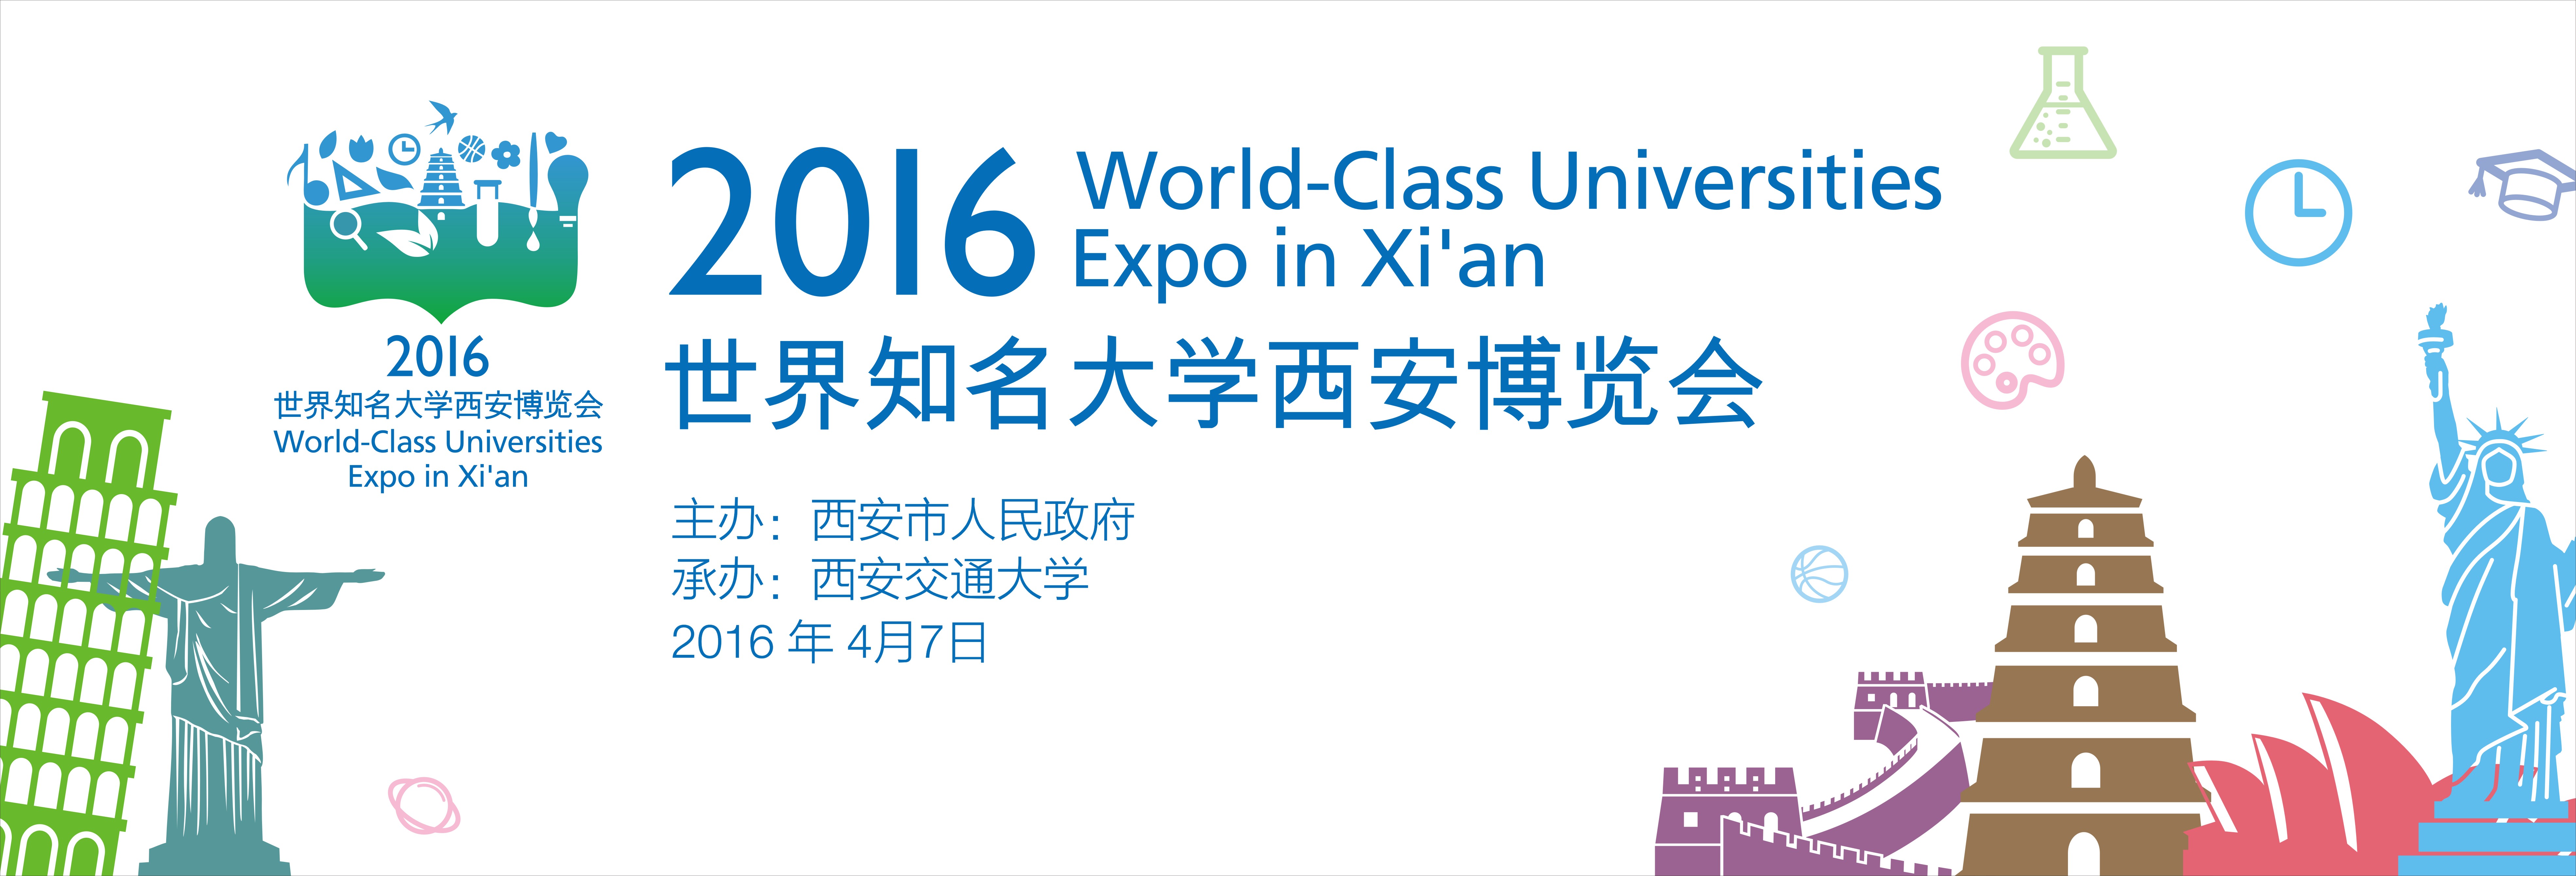 2016
世界知名大学西安博览会
World-Class Universities
Expo in Xi'an
2016 World-Class Universities
Expo in Xi'an
世界知名大学西安博览会
主办：西安市人民政府
承办：西安交通大学
2016 年 4月7日